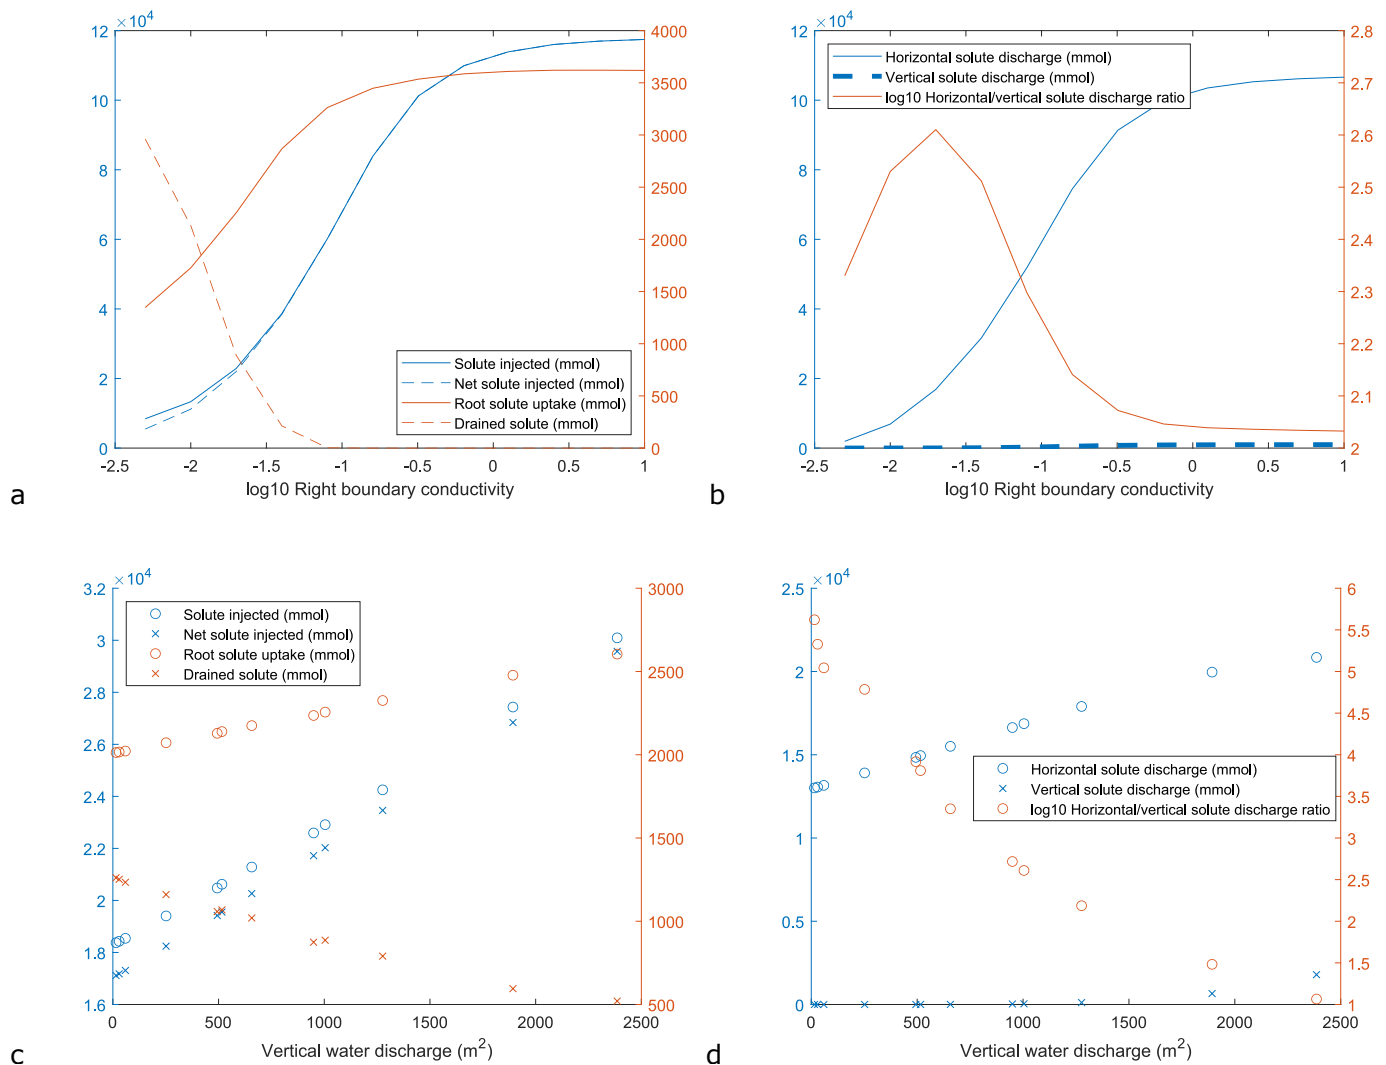 ×10⁴
12
10
8
6
4
2
0
4000
3500
3000
2500
2000
1500
1000
500
0
Solute injected (mmol)
Net solute injected (mmol)
Root solute uptake (mmol)
Drained solute (mmol)
-2.5 -2 -1.5 -1 -0.5 0 0.5 1
log10 Right boundary conductivity
a
×10⁴
12
10
8
6
4
2
0
2.8
2.7
2.6
2.5
2.4
2.3
2.2
2.1
2
Horizontal solute discharge (mmol)
Vertical solute discharge (mmol)
log10 Horizontal/vertical solute discharge ratio
-2.5 -2 -1.5 -1 -0.5 0 0.5 1
log10 Right boundary conductivity
b
×10⁴
3.2
3
2.8
2.6
2.4
2.2
2
1.8
1.6
3000
2500
2000
1500
1000
500
Solute injected (mmol)
Net solute injected (mmol)
Root solute uptake (mmol)
Drained solute (mmol)
0 500 1000 1500 2000 2500
Vertical water discharge (m²)
c
×10⁴
2.5
2
1.5
1
0.5
0
6
5.5
5
4.5
4
3.5
3
2.5
2
1.5
1
Horizontal solute discharge (mmol)
Vertical solute discharge (mmol)
log10 Horizontal/vertical solute discharge ratio
0 500 1000 1500 2000 2500
Vertical water discharge (m²)
d